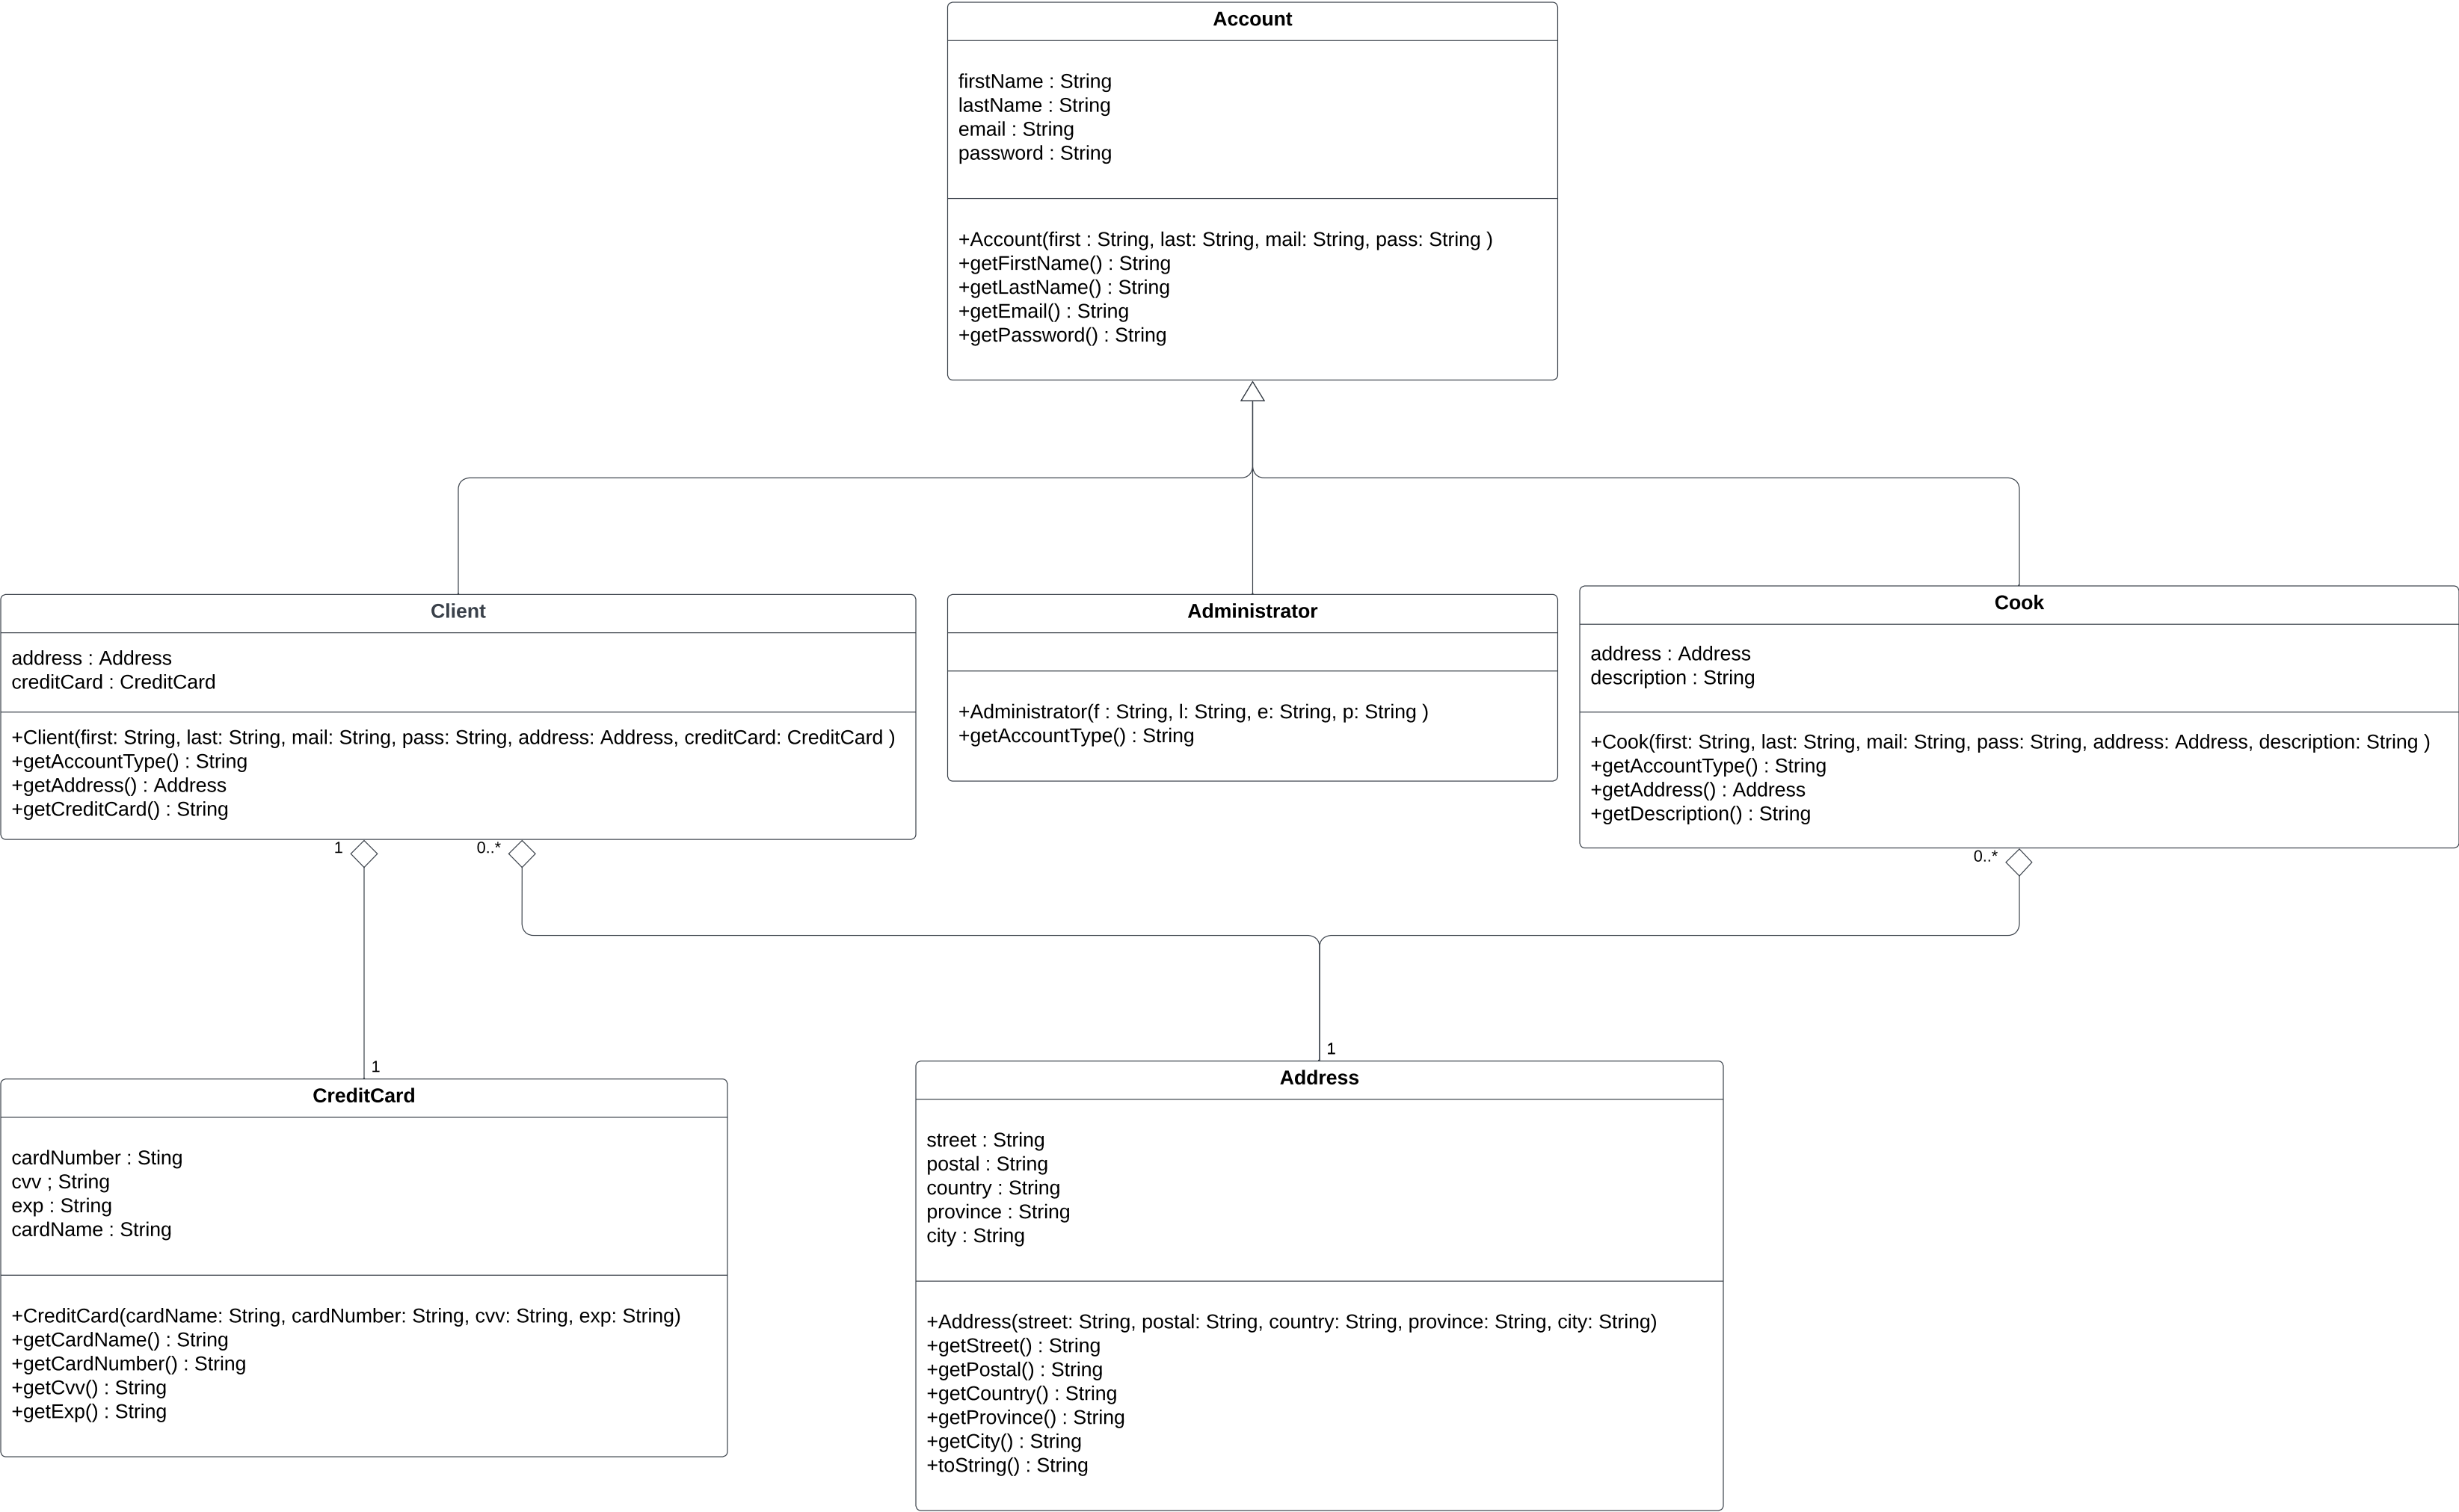 Account
firstName : String
lastName : String
email : String
password : String
+Account(first : String, last: String, mail: String, pass: String )
+getFirstName() : String
+getLastName() : String
+getEmail() : String
+getPassword() : String
Client
address : Address
creditCard : CreditCard
+Client(first: String, last: String, mail: String, pass: String, address: Address, creditCard: CreditCard )
+getAccountType() : String
+getAddress() : Address
+getCreditCard() : String
Administrator
+Administrator(f : String, l: String, e: String, p: String )
+getAccountType() : String
Cook
address : Address
description : String
+Cook(first: String, last: String, mail: String, pass: String, address: Address, description: String )
+getAccountType() : String
+getAddress() : Address
+getDescription() : String
1
0..*
0..*
1
1
CreditCard
cardNumber : Sting
cvv ; String
exp : String
cardName : String
+CreditCard(cardName: String, cardNumber: String, cvv: String, exp: String)
+getCardName() : String
+getCardNumber() : String
+getCvv() : String
+getExp() : String
Address
street : String
postal : String
country : String
province : String
city : String
+Address(street: String, postal: String, country: String, province: String, city: String)
+getStreet() : String
+getPostal() : String
+getCountry() : String
+getProvince() : String
+getCity() : String
+toString() : String